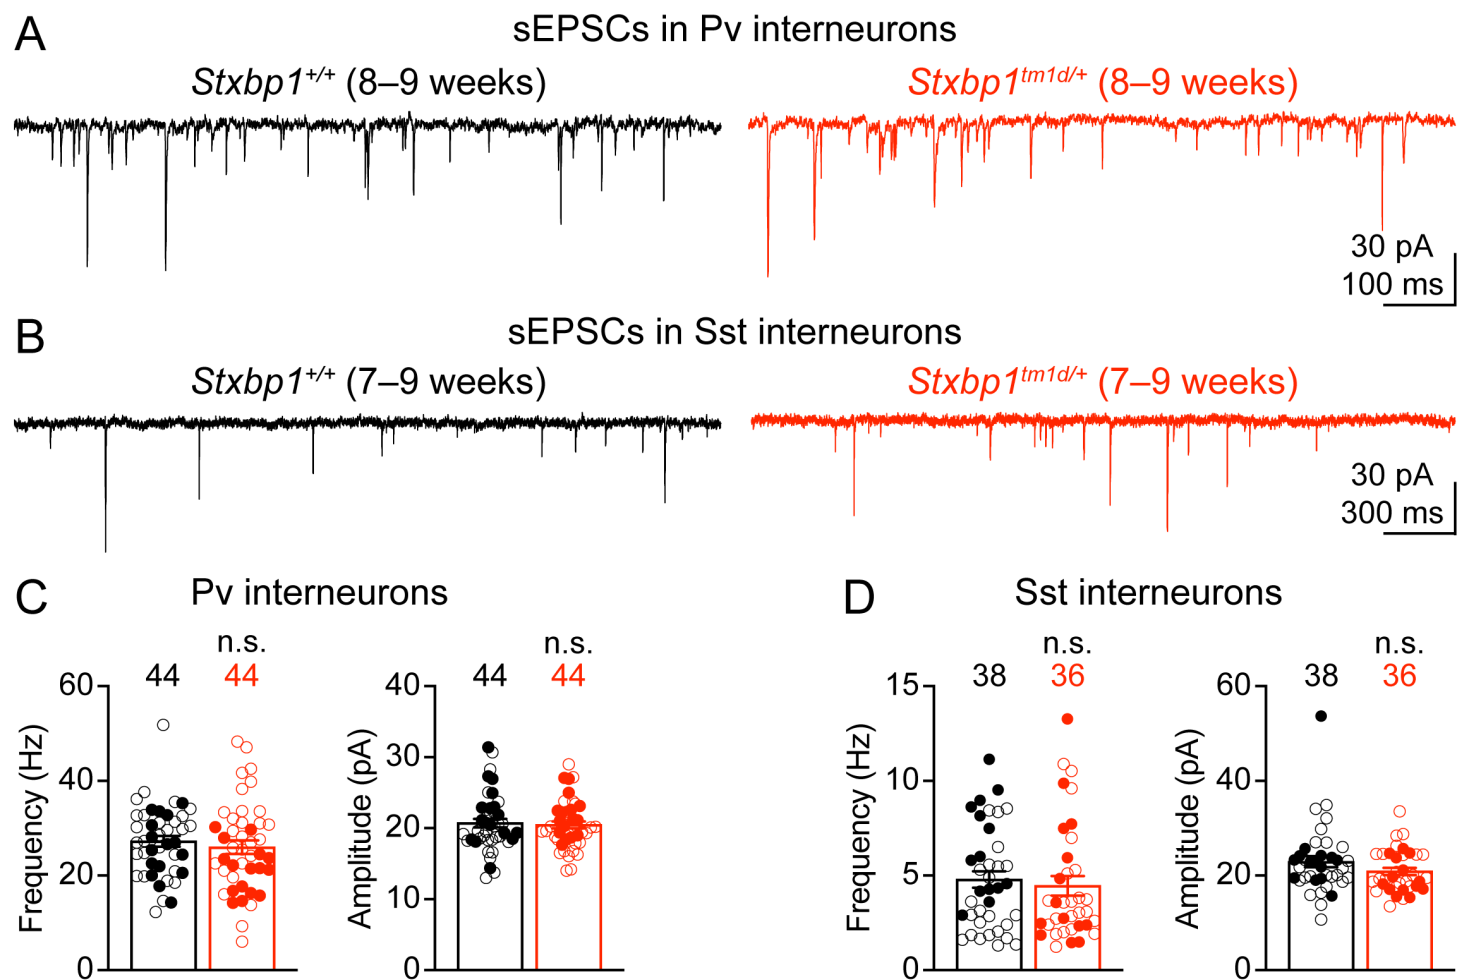 A
sEPSCs in Pv interneurons
Stxbp1+/+ (8–9 weeks)
Stxbp1tm1d/+ (8–9 weeks)
30 pA
100 ms
B
sEPSCs in Sst interneurons
Stxbp1+/+ (7–9 weeks)
Stxbp1tm1d/+ (7–9 weeks)
30 pA
300 ms
C
Pv interneurons
n.s.
44
44
60
40
20
0
Frequency (Hz)
n.s.
44
44
40
30
20
10
0
Amplitude (pA)
D
Sst interneurons
n.s.
38
36
15
10
5
0
Frequency (Hz)
n.s.
38
36
60
40
20
0
Amplitude (pA)